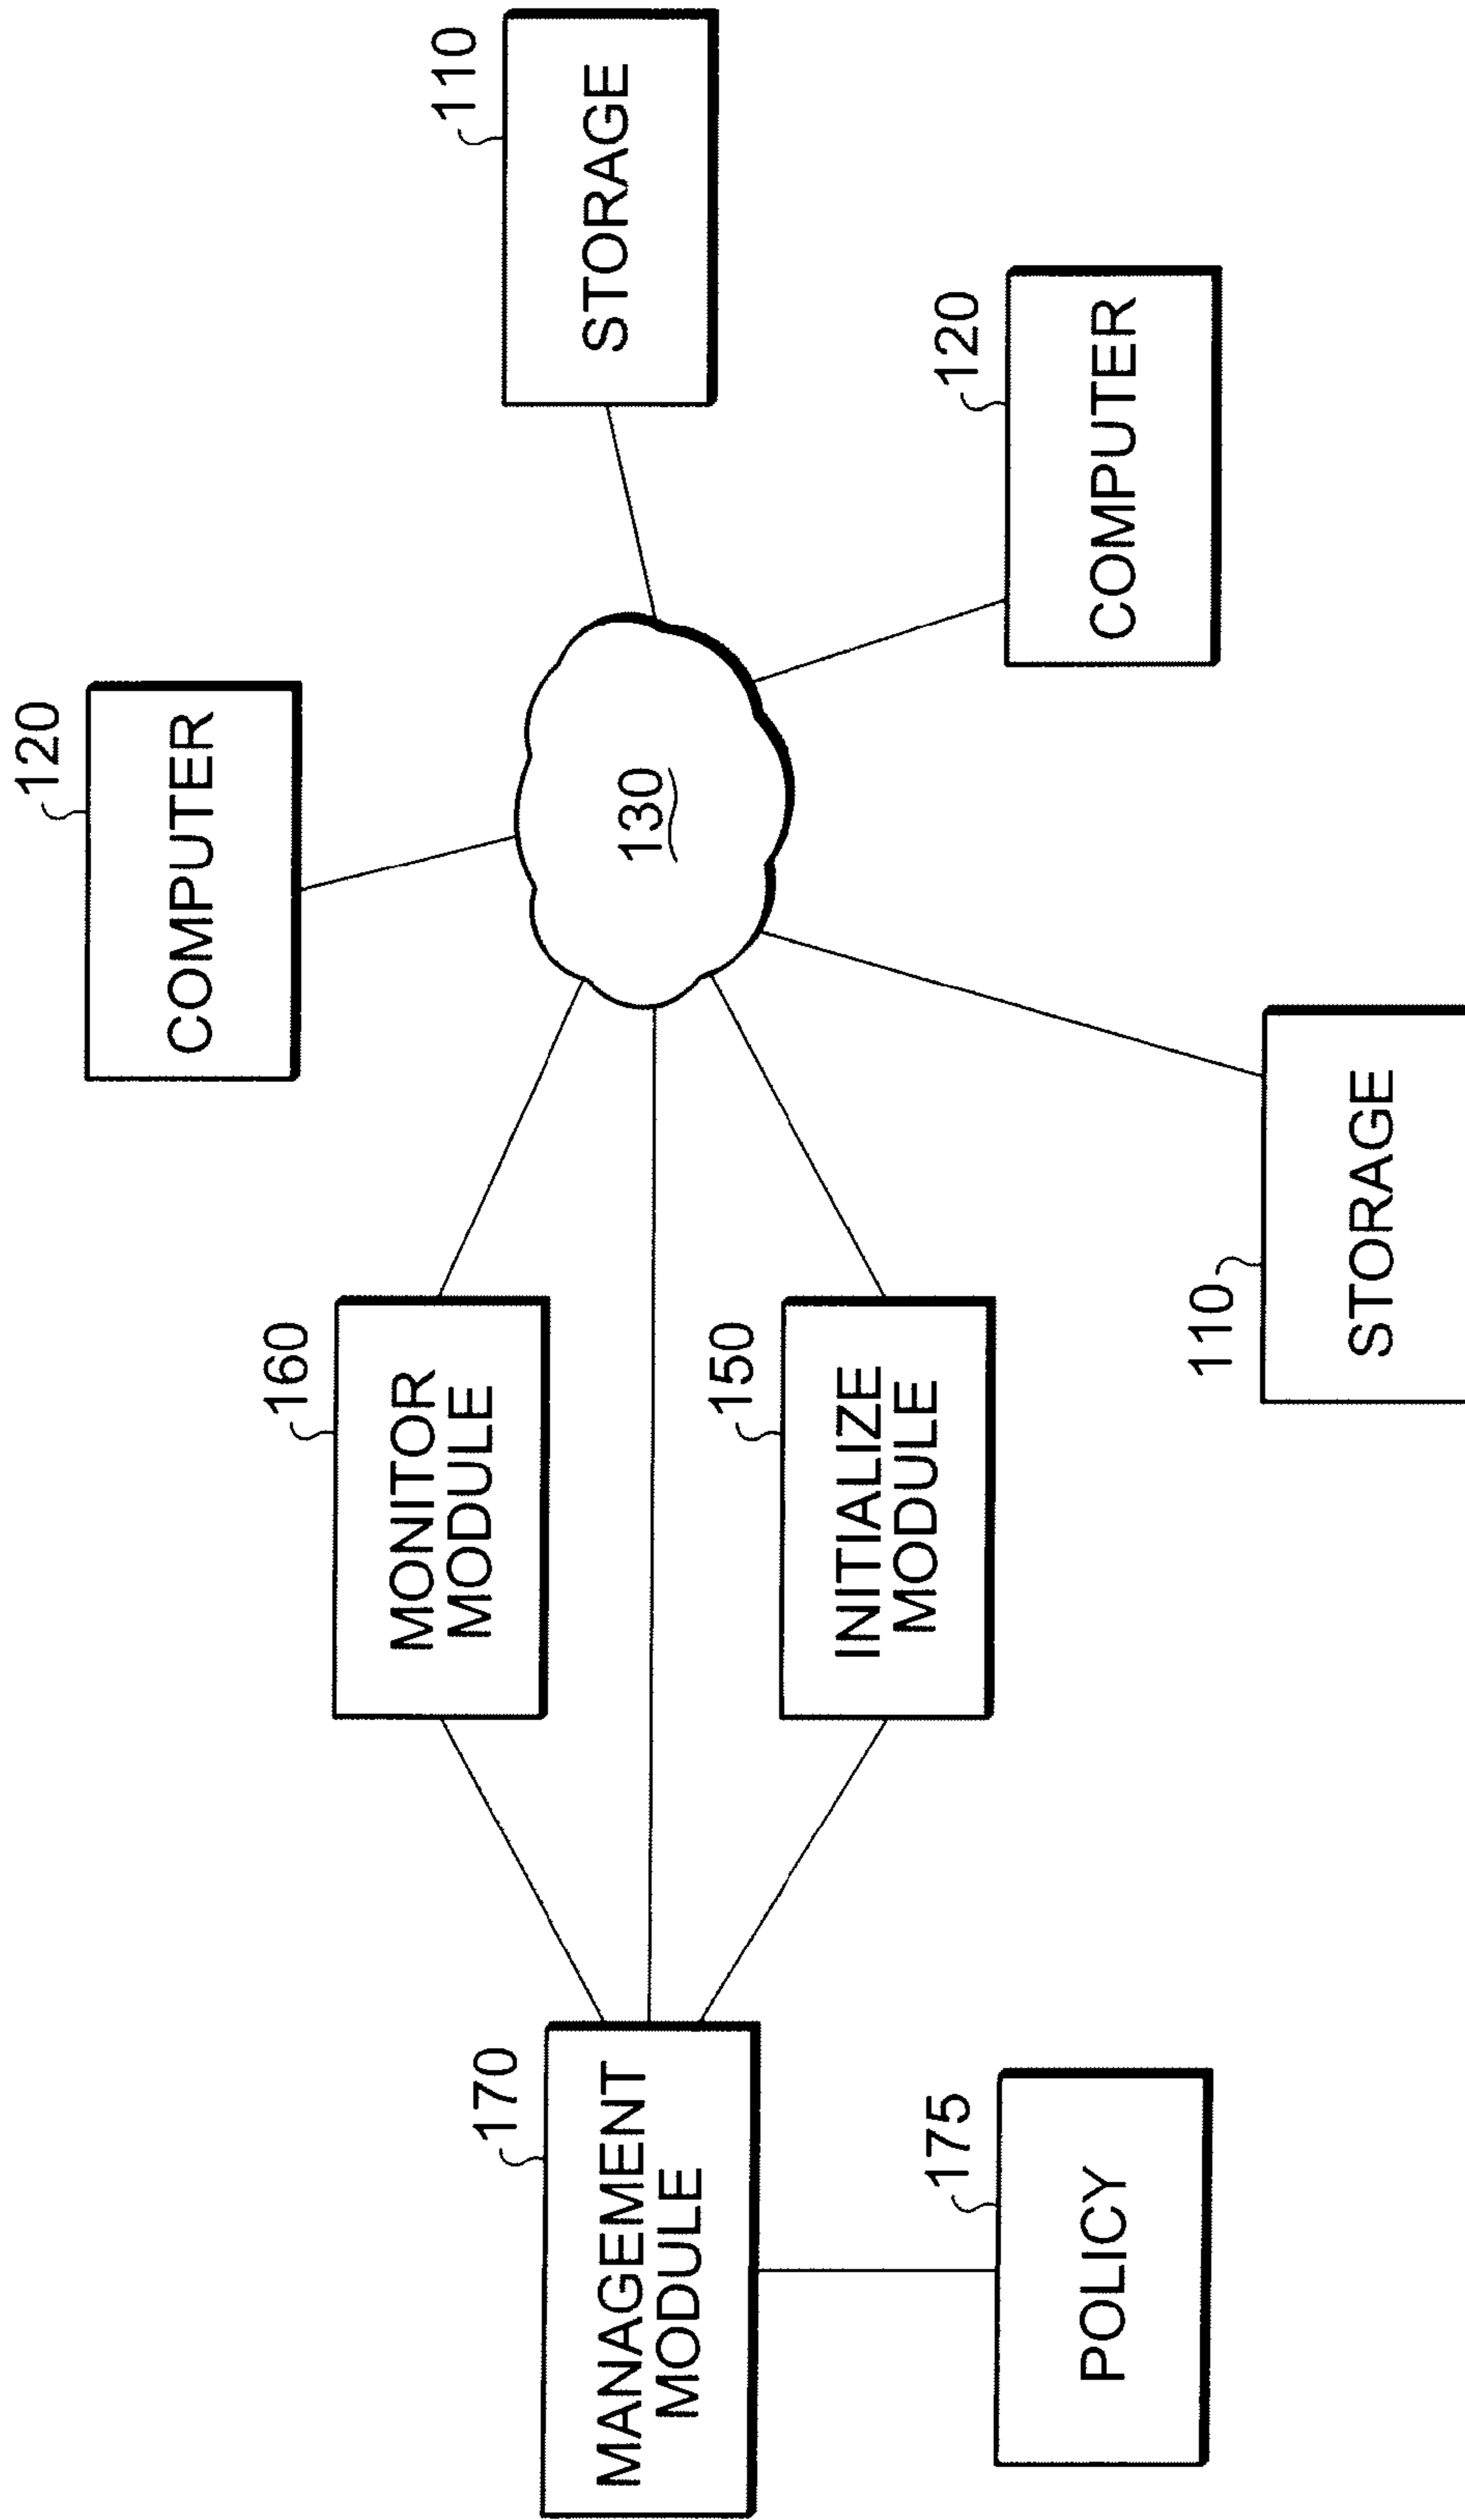 120
COMPUTER
110
STORAGE
160
MONITOR
MODULE
130
170
MANAGEMENT
MODULE
120
COMPUTER
150
INITIALIZE
MODULE
175
POLICY
110
STORAGE